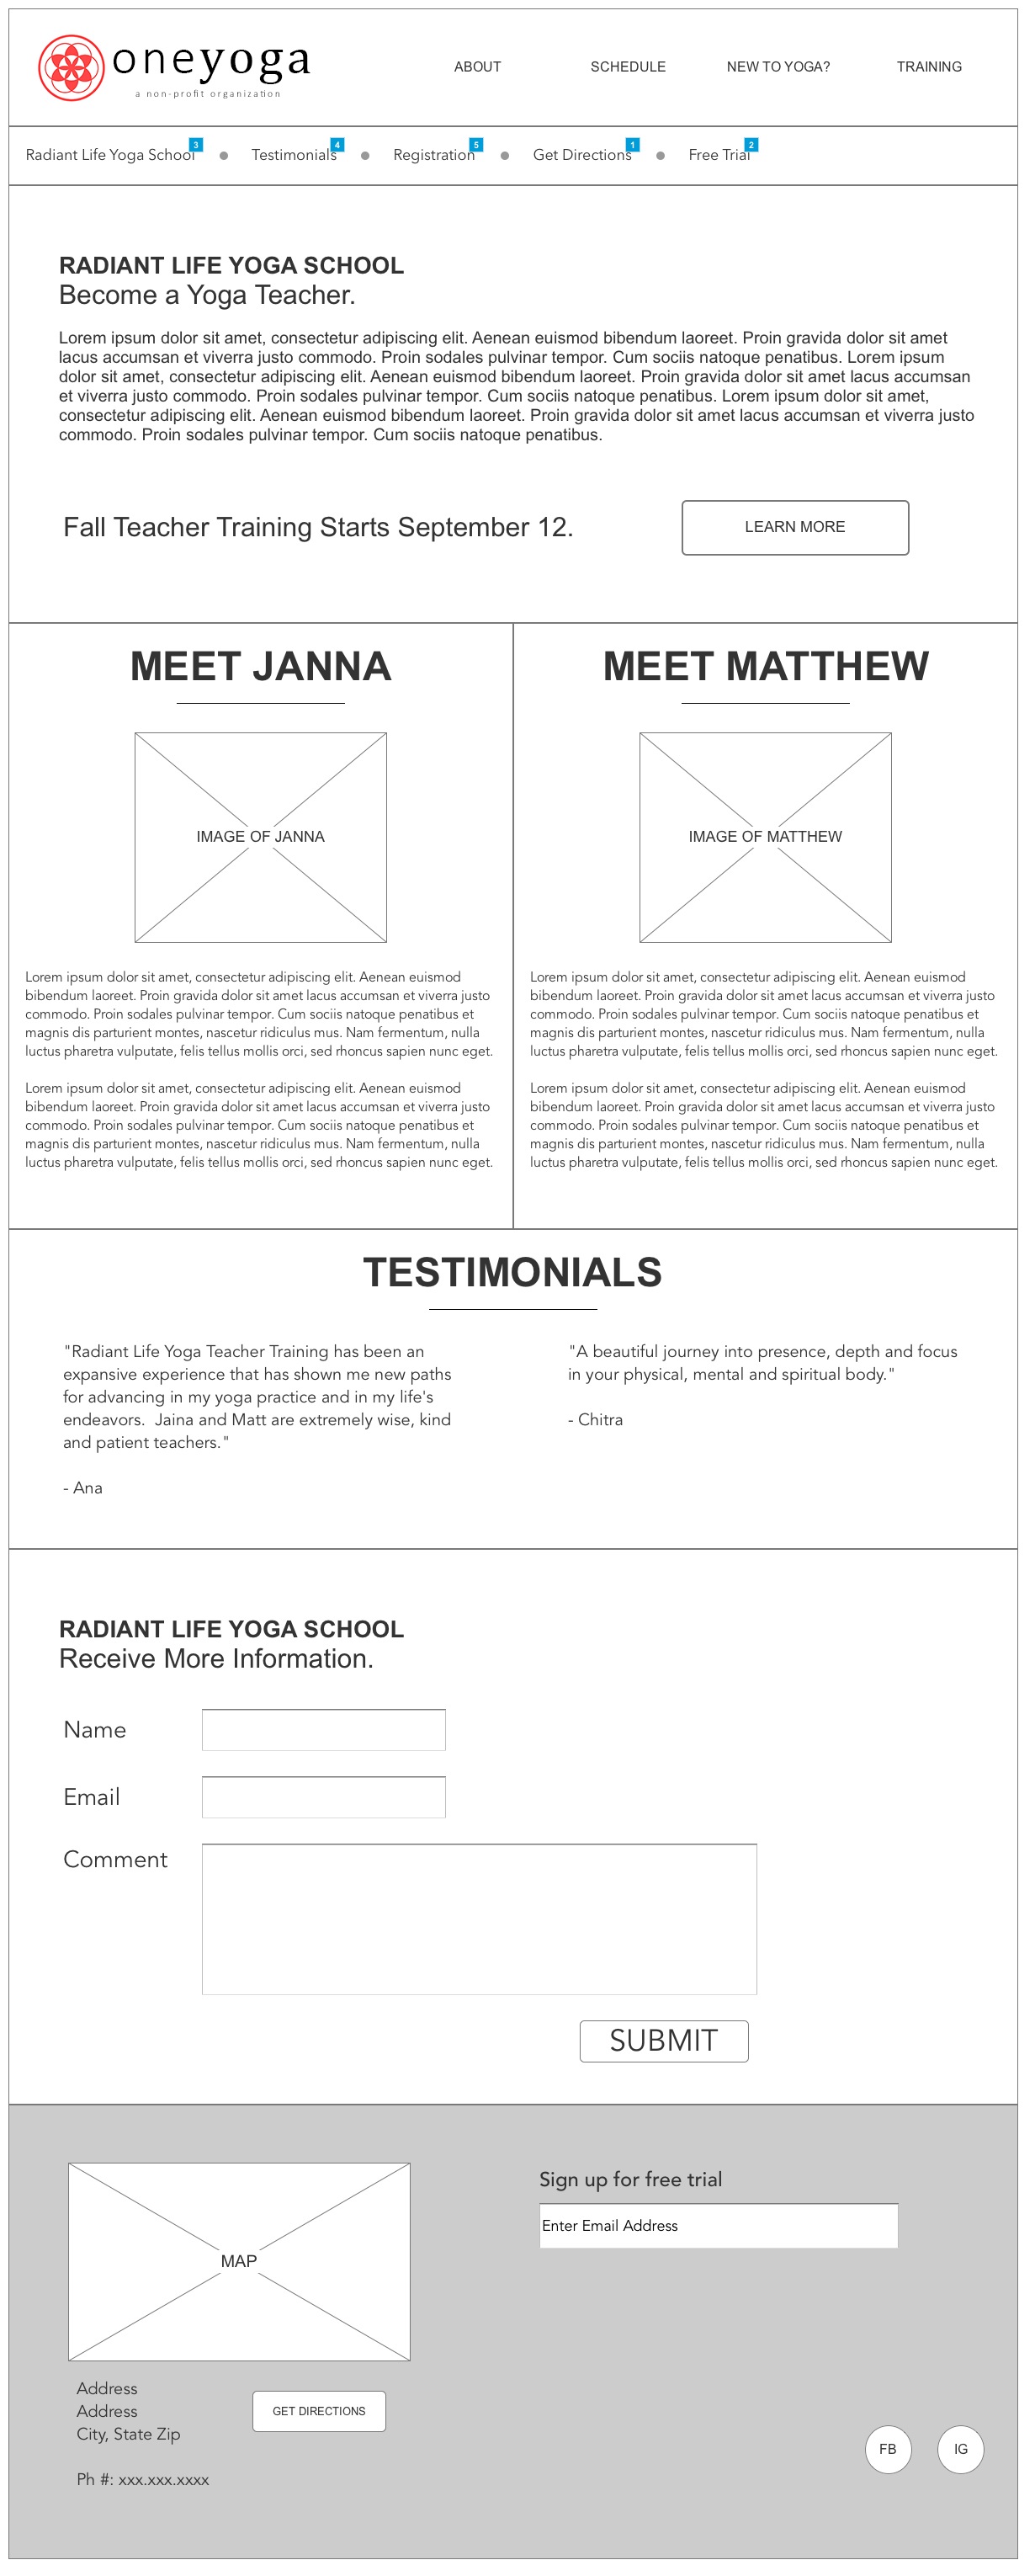 oneyoga
a non-profit organization
ABOUT
SCHEDULE
NEW TO YOGA?
TRAINING
Radiant Life Yoga School 3
Testimonials 4
Registration 5
Get Directions 1
Free Trial 2
RADIANT LIFE YOGA SCHOOL
Become a Yoga Teacher.
Lorem ipsum dolor sit amet, consectetur adipiscing elit. Aenean euismod bibendum laoreet. Proin gravida dolor sit amet
lacus accumsan et viverra justo commodo. Proin sodales pulvinar tempor. Cum sociis natoque penatibus. Lorem ipsum
dolor sit amet, consectetur adipiscing elit. Aenean euismod bibendum laoreet. Proin gravida dolor sit amet lacus accumsan
et viverra justo commodo. Proin sodales pulvinar tempor. Cum sociis natoque penatibus. Lorem ipsum dolor sit amet,
consectetur adipiscing elit. Aenean euismod bibendum laoreet. Proin gravida dolor sit amet lacus accumsan et viverra justo
commodo. Proin sodales pulvinar tempor. Cum sociis natoque penatibus.
Fall Teacher Training Starts September 12.
LEARN MORE
MEET JANNA
IMAGE OF JANNA
Lorem ipsum dolor sit amet, consectetur adipiscing elit. Aenean euismod
bibendum laoreet. Proin gravida dolor sit amet lacus accumsan et viverra justo
commodo. Proin sodales pulvinar tempor. Cum sociis natoque penatibus et
magnis dis parturient montes, nascetur ridiculus mus. Nam fermentum, nulla
luctus pharetra vulputate, felis tellus mollis orci, sed rhoncus sapien nunc eget.
Lorem ipsum dolor sit amet, consectetur adipiscing elit. Aenean euismod
bibendum laoreet. Proin gravida dolor sit amet lacus accumsan et viverra justo
commodo. Proin sodales pulvinar tempor. Cum sociis natoque penatibus et
magnis dis parturient montes, nascetur ridiculus mus. Nam fermentum, nulla
luctus pharetra vulputate, felis tellus mollis orci, sed rhoncus sapien nunc eget.
MEET MATTHEW
IMAGE OF MATTHEW
Lorem ipsum dolor sit amet, consectetur adipiscing elit. Aenean euismod
bibendum laoreet. Proin gravida dolor sit amet lacus accumsan et viverra justo
commodo. Proin sodales pulvinar tempor. Cum sociis natoque penatibus et
magnis dis parturient montes, nascetur ridiculus mus. Nam fermentum, nulla
luctus pharetra vulputate, felis tellus mollis orci, sed rhoncus sapien nunc eget.
Lorem ipsum dolor sit amet, consectetur adipiscing elit. Aenean euismod
bibendum laoreet. Proin gravida dolor sit amet lacus accumsan et viverra justo
commodo. Proin sodales pulvinar tempor. Cum sociis natoque penatibus et
magnis dis parturient montes, nascetur ridiculus mus. Nam fermentum, nulla
luctus pharetra vulputate, felis tellus mollis orci, sed rhoncus sapien nunc eget.
TESTIMONIALS
"Radiant Life Yoga Teacher Training has been an
expansive experience that has shown me new paths
for advancing in my yoga practice and in my life's
endeavors.  Jaina and Matt are extremely wise, kind
and patient teachers."
- Ana
"A beautiful journey into presence, depth and focus
in your physical, mental and spiritual body."
- Chitra
RADIANT LIFE YOGA SCHOOL
Receive More Information.
Name
Email
Comment
SUBMIT
MAP
Address
Address
City, State Zip
Ph #: xxx.xxx.xxxx
GET DIRECTIONS
Sign up for free trial
Enter Email Address
FB
IG